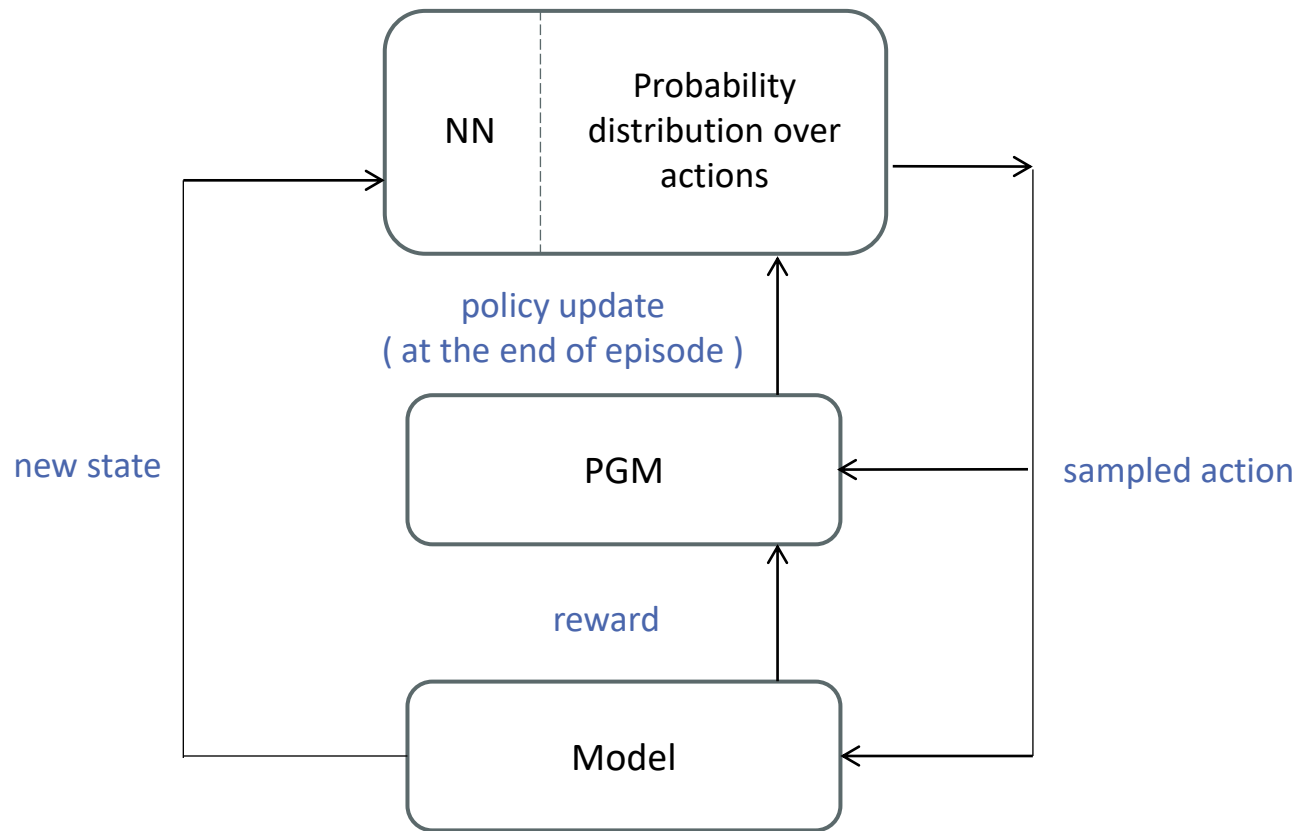 NN
Probability
distribution over
actions
policy update
( at the end of episode )
new state
PGM
sampled action
reward
Model